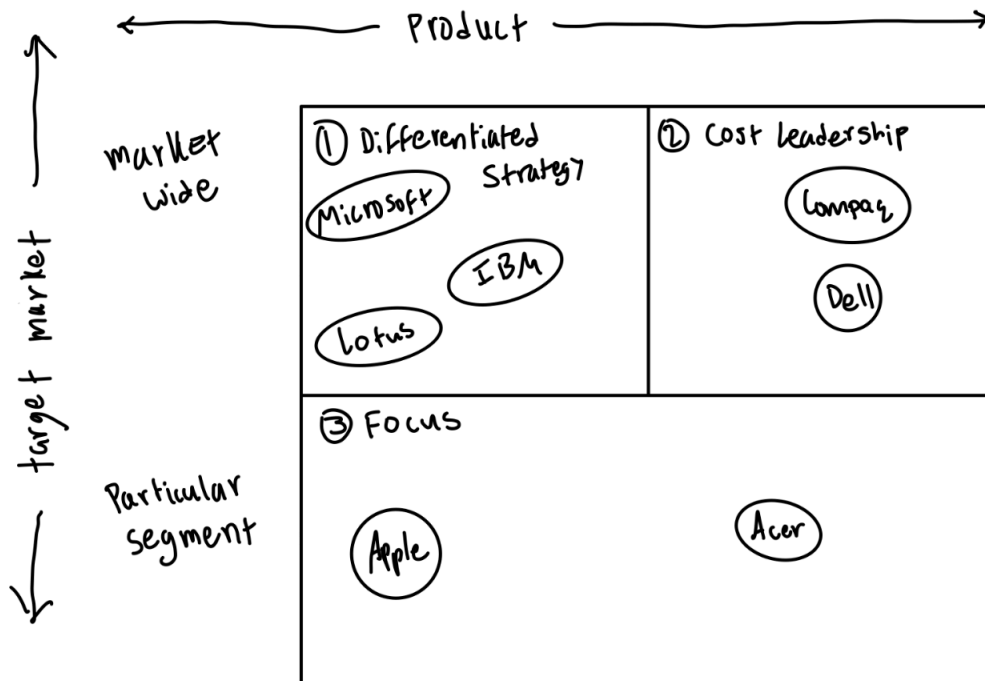 Product
target market
market
wide
① Differentiated
Strategy
Microsoft
IBM
Lotus
② Cost leadership
Compaq
Dell
Particular
segment
③ Focus
Apple
Acer